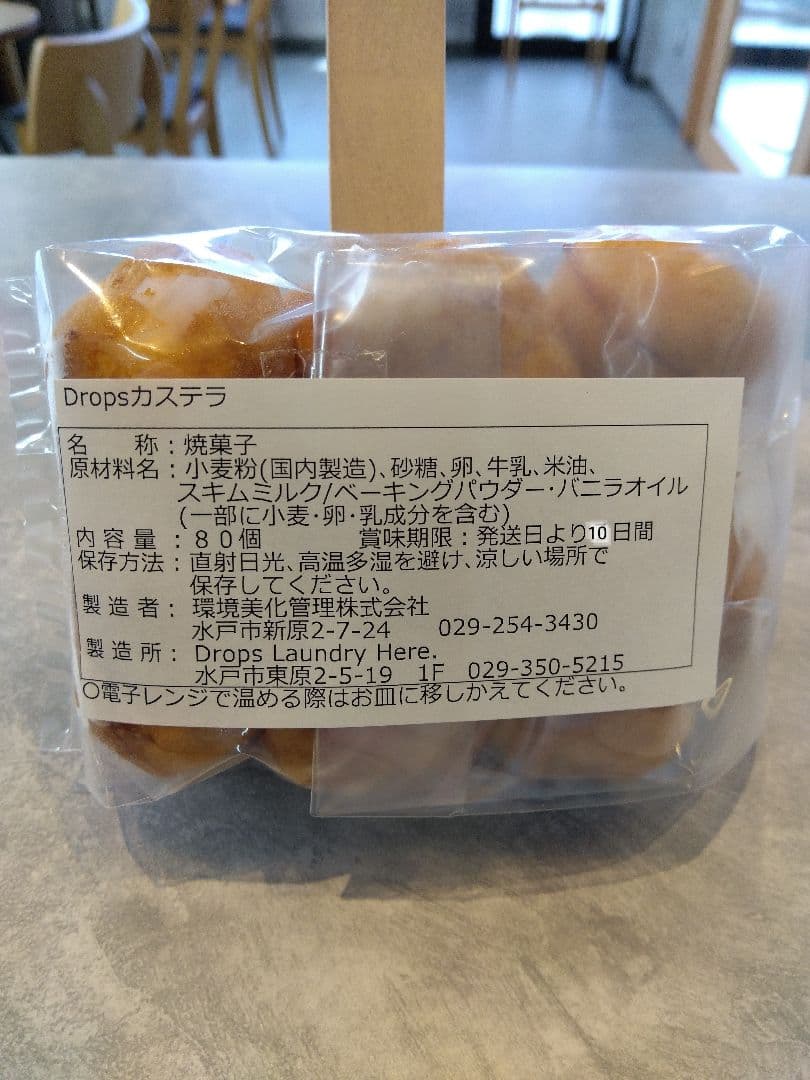 Dropsカステラ
名　称：焼菓子
原材料名：小麦粉(国内製造)、砂糖、卵、牛乳、米油、
スキムミルク/ベーキングパウダー・バニラオイル
(一部に小麦・卵・乳成分を含む)
内容量：８０個　賞味期限：発送日より10日間
保存方法：直射日光、高温多湿を避け、涼しい場所で
保存してください。
製造者：環境美化管理株式会社
水戸市新原2-7-24　029-254-3430
製造所：Drops Laundry Here.
水戸市東原2-5-19　1F　029-350-5215
〇電子レンジで温める際はお皿に移しかえてください。